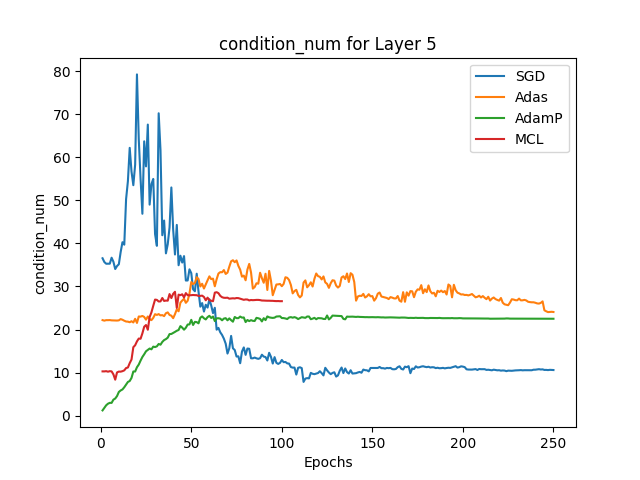 condition_num for Layer 5
SGD
Adas
AdamP
MCL
condition_num
80
70
60
50
40
30
20
10
0
0 50 100 150 200 250
Epochs